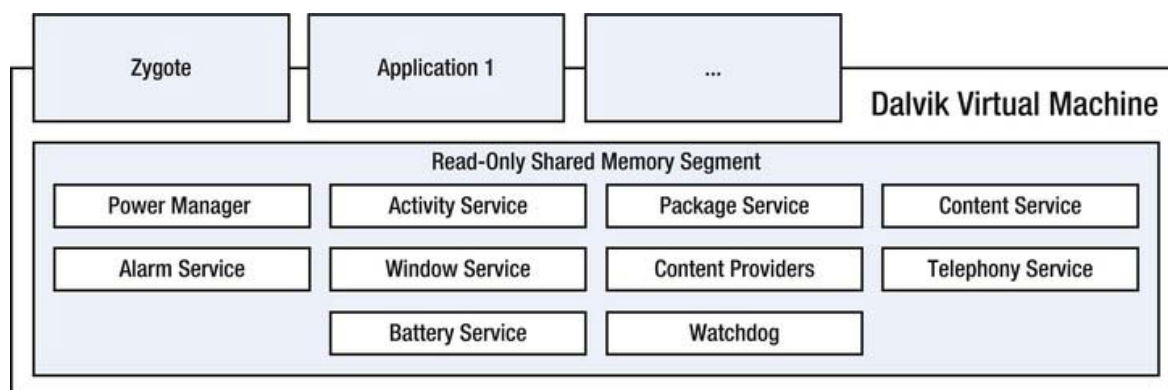 Zygote
Application 1
...
Dalvik Virtual Machine
Read-Only Shared Memory Segment
Power Manager
Activity Service
Package Service
Content Service
Alarm Service
Window Service
Content Providers
Telephony Service
Battery Service
Watchdog